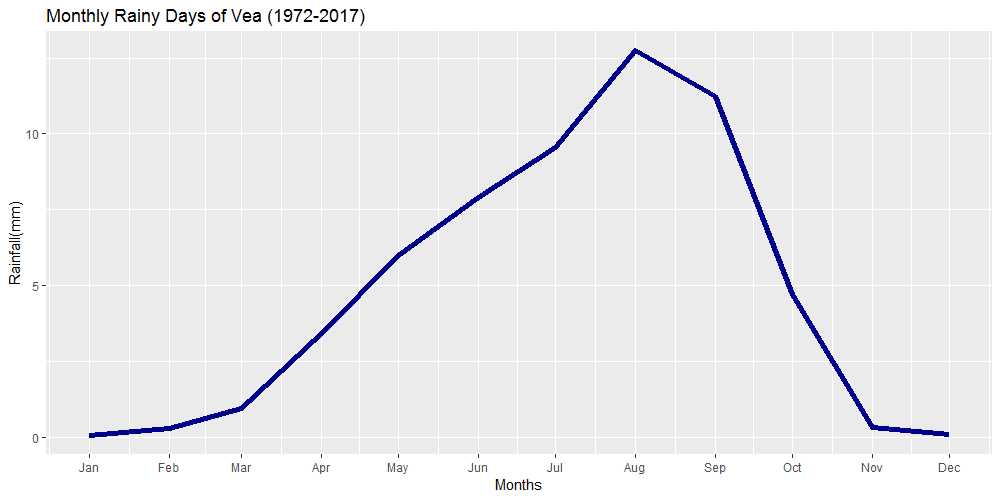 Monthly Rainy Days of Vea (1972-2017)
Rainfall(mm)
10
5
0
Jan Feb Mar Apr May Jun Jul Aug Sep Oct Nov Dec
Months